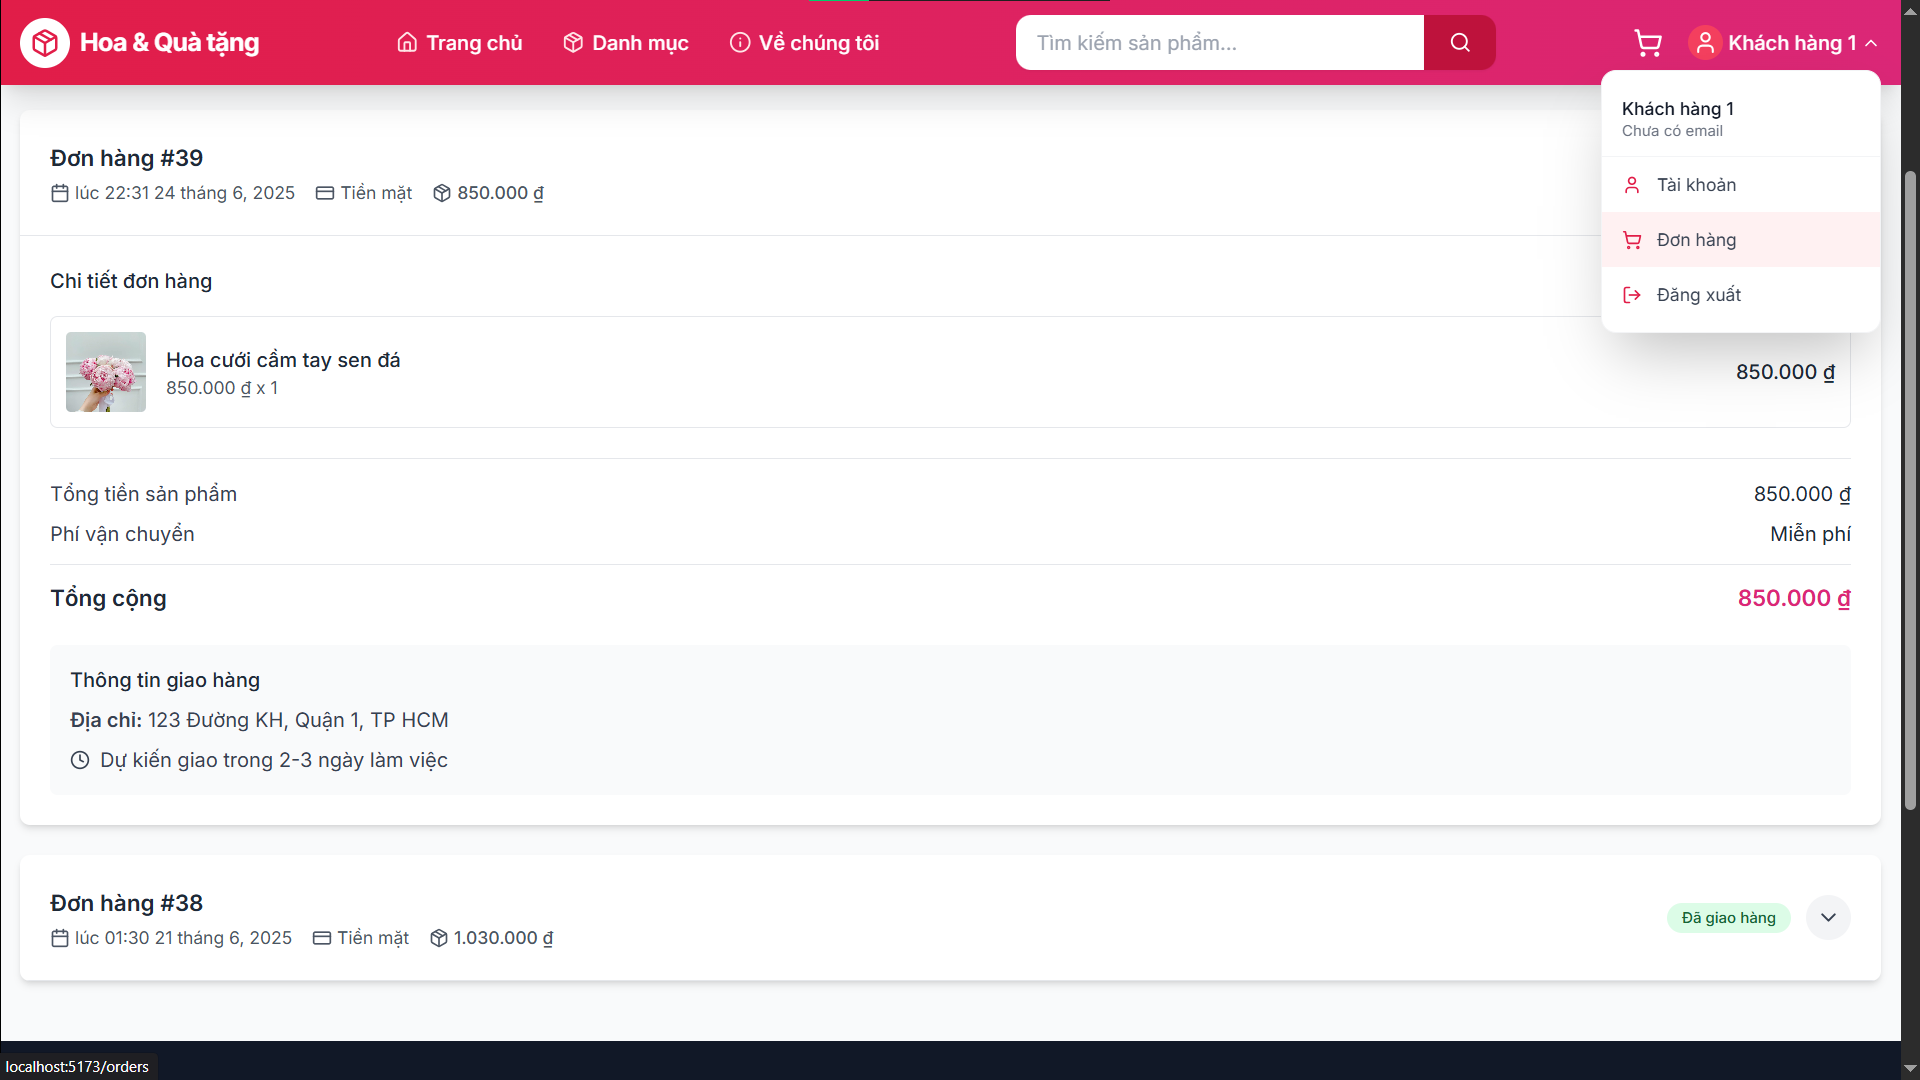 Hoa & Quà tặng
Trang chủ
Danh mục
Về chúng tôi
Tìm kiếm sản phẩm...
Khách hàng 1
Khách hàng 1
Chưa có email
Tài khoản
Đơn hàng
Đăng xuất
Đơn hàng #39
lúc 22:31 24 tháng 6, 2025 Tiền mặt 850.000 ₫
Chi tiết đơn hàng
Hoa cưới cầm tay sen đá
850.000 ₫ x 1
850.000 ₫
Tổng tiền sản phẩm 850.000 ₫
Phí vận chuyển Miễn phí
Tổng cộng 850.000 ₫
Thông tin giao hàng
Địa chỉ: 123 Đường KH, Quận 1, TP HCM
Dự kiến giao trong 2-3 ngày làm việc
Đơn hàng #38
lúc 01:30 21 tháng 6, 2025 Tiền mặt 1.030.000 ₫
Đã giao hàng
localhost:5173/orders